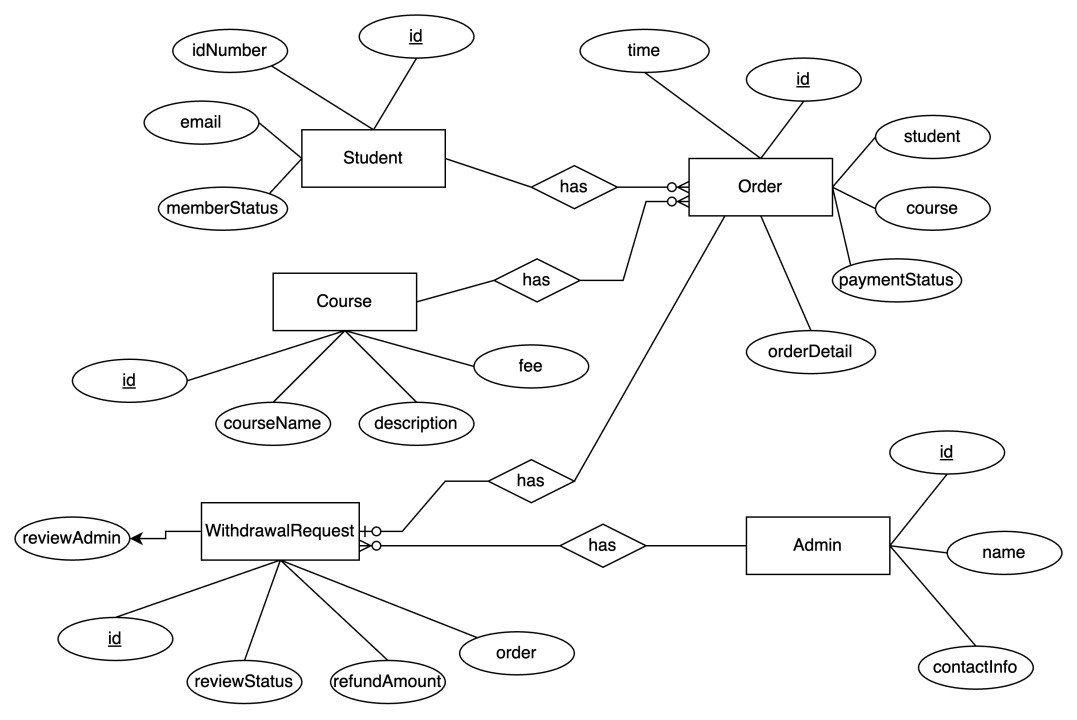 id
idNumber
time
id
email
student
Student
has
Order
memberStatus
course
has
paymentStatus
Course
orderDetail
fee
id
courseName
description
id
has
WithdrawalRequest
reviewAdmin
has
Admin
name
id
order
contactInfo
reviewStatus
refundAmount